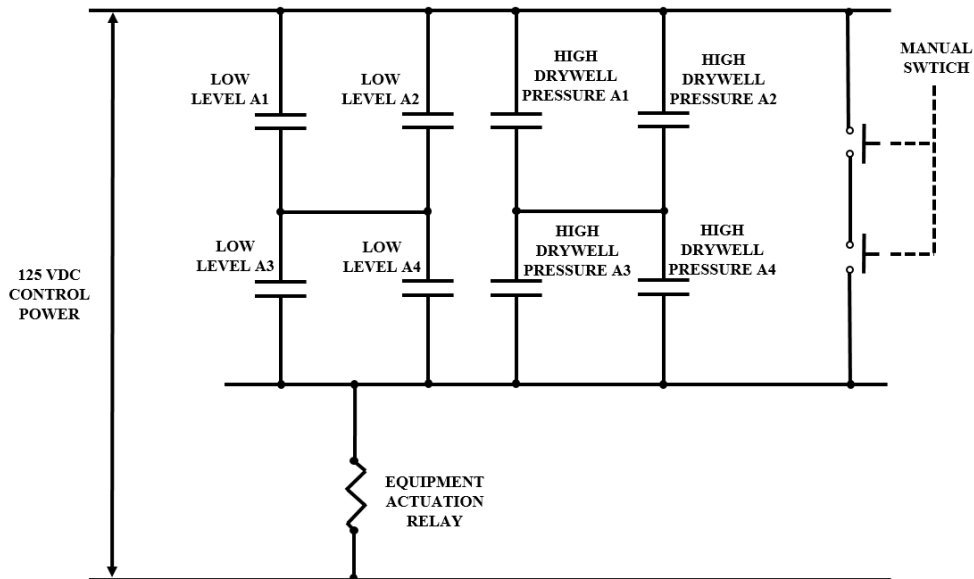 LOW
LEVEL A1
LOW
LEVEL A2
HIGH
DRYWELL
PRESSURE A1
HIGH
DRYWELL
PRESSURE A2
MANUAL
SWTICH
LOW
LEVEL A3
LOW
LEVEL A4
HIGH
DRYWELL
PRESSURE A3
HIGH
DRYWELL
PRESSURE A4
125 VDC
CONTROL
POWER
EQUIPMENT
ACTUATION
RELAY